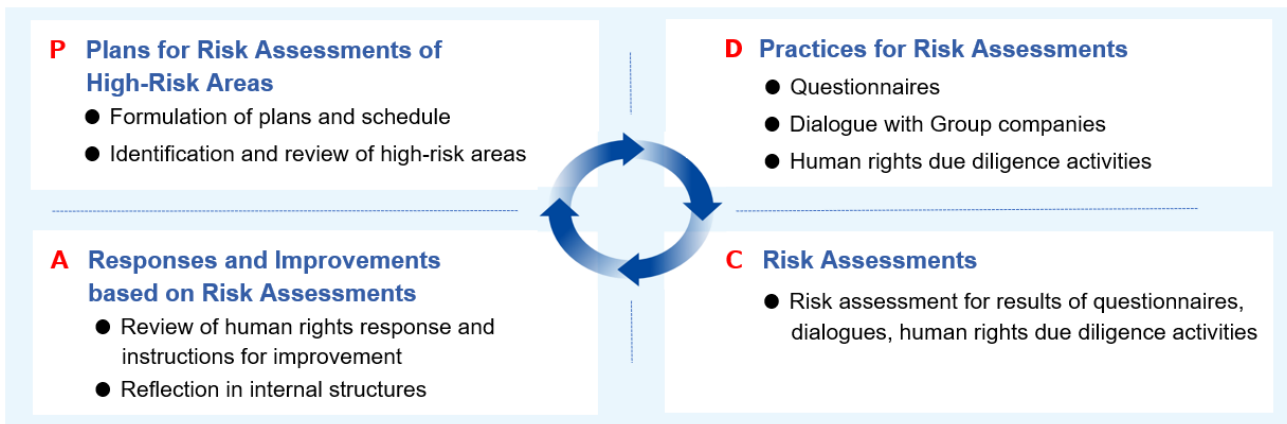 P Plans for Risk Assessments of
High-Risk Areas
● Formulation of plans and schedule
● Identification and review of high-risk areas
D Practices for Risk Assessments
● Questionnaires
● Dialogue with Group companies
● Human rights due diligence activities
A Responses and Improvements
based on Risk Assessments
● Review of human rights response and
instructions for improvement
● Reflection in internal structures
C Risk Assessments
● Risk assessment for results of questionnaires,
dialogues, human rights due diligence activities